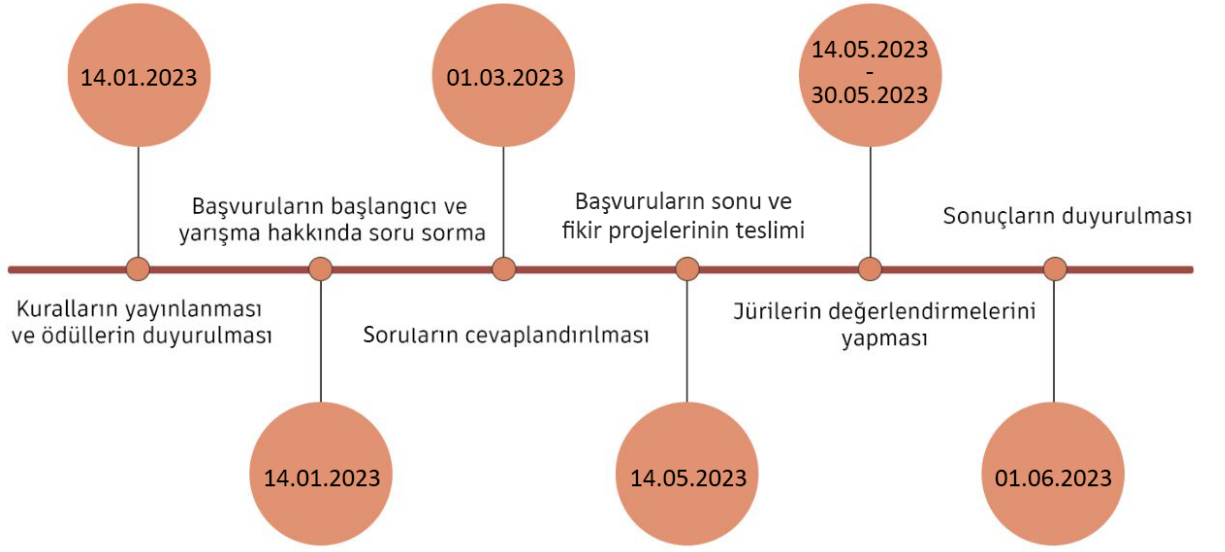 14.01.2023
Kuralların yayınlanması
ve ödüllerin duyurulması
Başvuruların başlangıcı ve
yarışma hakkında soru sorma
14.01.2023
01.03.2023
Soruların cevaplandırılması
Başvuruların sonu ve
fikir projelerinin teslimi
14.05.2023
14.05.2023
-
30.05.2023
Jürilerin değerlendirmelerini
yapması
Sonuçların duyurulması
01.06.2023